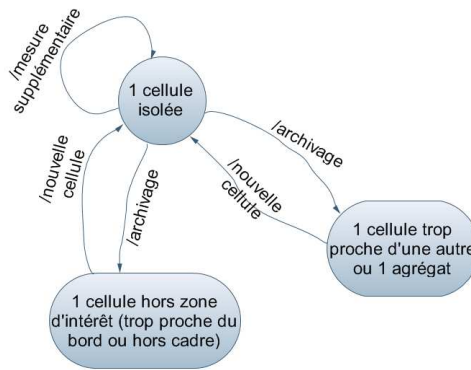 /mesure
supplémentaire
1 cellule
isolée
/nouvelle
cellule
/archivage
/nouvelle
cellule
/archivage
1 cellule trop
proche d'une autre
ou 1 agrégat
1 cellule hors zone
d'intérêt (trop proche du
bord ou hors cadre)